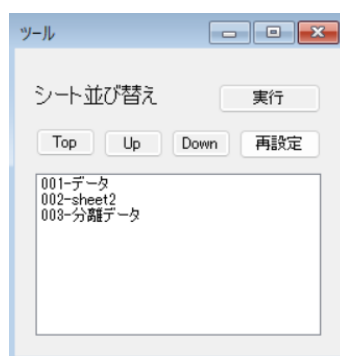 ツール
シート並び替え
実行
Top Up Down 再設定
001-データ
002-sheet2
003-分離データ